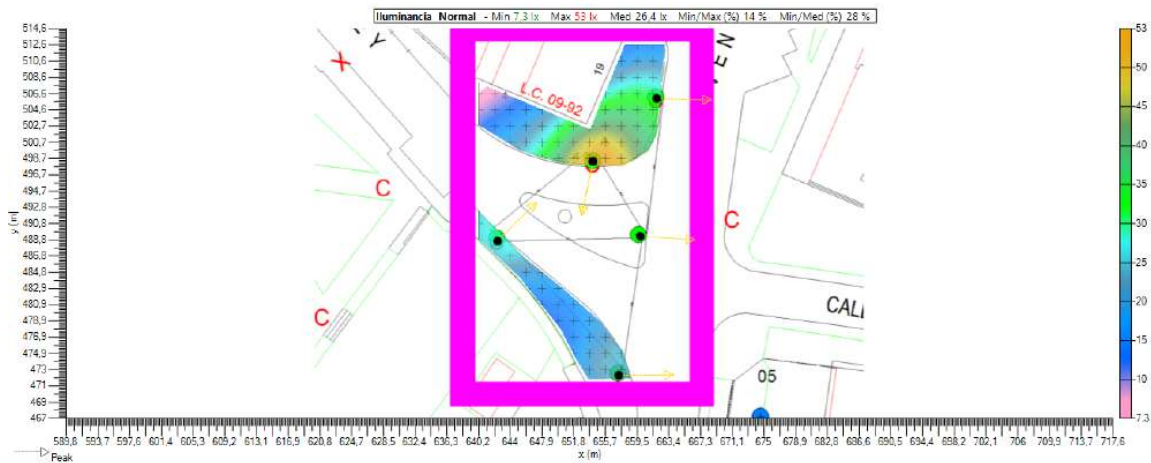 Iluminancia Normal - Min 7,3 lx Max 53 lx Med 26,4 lx Min/Max (%) 14 % Min/Med (%) 28 %
514,6
512,6
510,6
508,6
506,6
504,6
502,7
500,7
498,7
496,7
494,7
492,8
490,8
488,8
486,8
484,8
482,9
480,9
478,9
476,9
474,9
473
471
469
467
y (m)
Y
X
C
C
19
L.C. 09-92
EN
C
CAL
05
53
50
45
40
35
30
25
20
15
10
7,3
589,8 593,7 597,6 601,4 605,3 609,2 613,1 616,9 620,8 624,7 628,5 632,4 636,3 640,2 644 647,9 651,8 655,7 659,5 663,4 667,3 671,1 675 678,9 682,8 686,6 690,5 694,4 698,2 702,1 706 709,9 713,7 717,6
x (m)
Peak